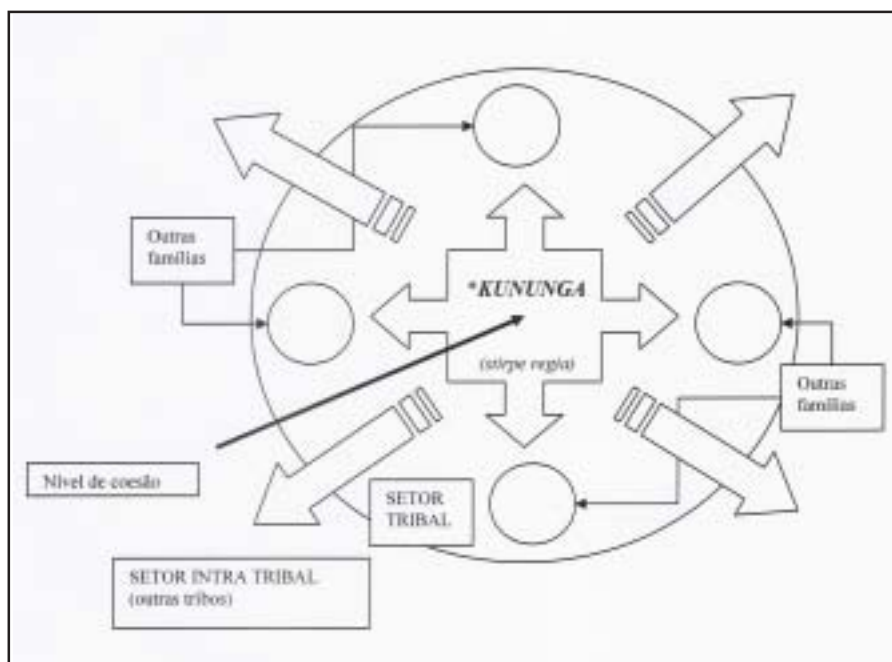 Outras
famílias
*KUNUNGA
(stirpe regia)
Outras
famílias
Nível de coesão
SETOR
TRIBAL
SETOR INTRA TRIBAL
(outras tribos)